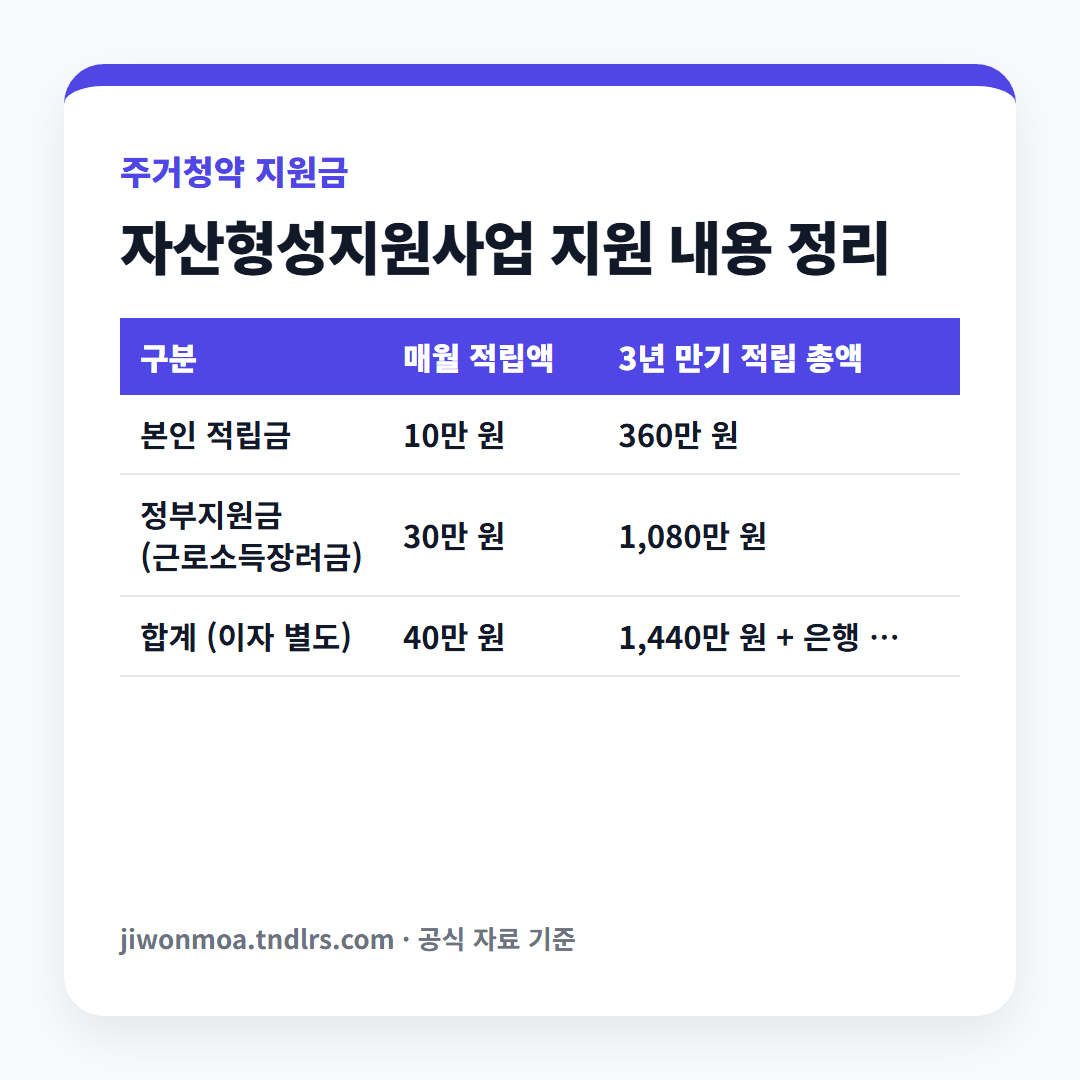 주거청약 지원금
자산형성지원사업 지원 내용 정리
구분 매월 적립액 3년 만기 적립 총액
본인 적립금 10만 원 360만 원
정부지원금
(근로소득장려금) 30만 원 1,080만 원
합계 (이자 별도) 40만 원 1,440만 원 + 은행 …
jiwonmoa.tndlrs.com · 공식 자료 기준